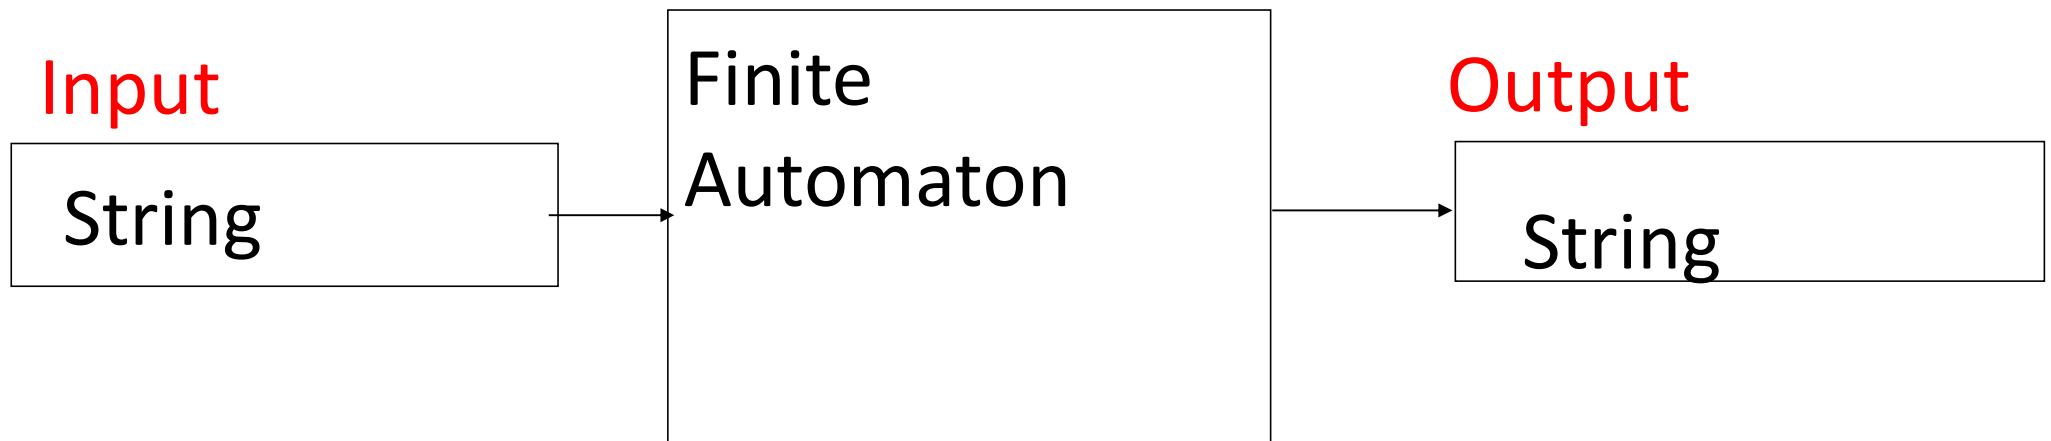 Input
String
Finite
Automaton
Output
String